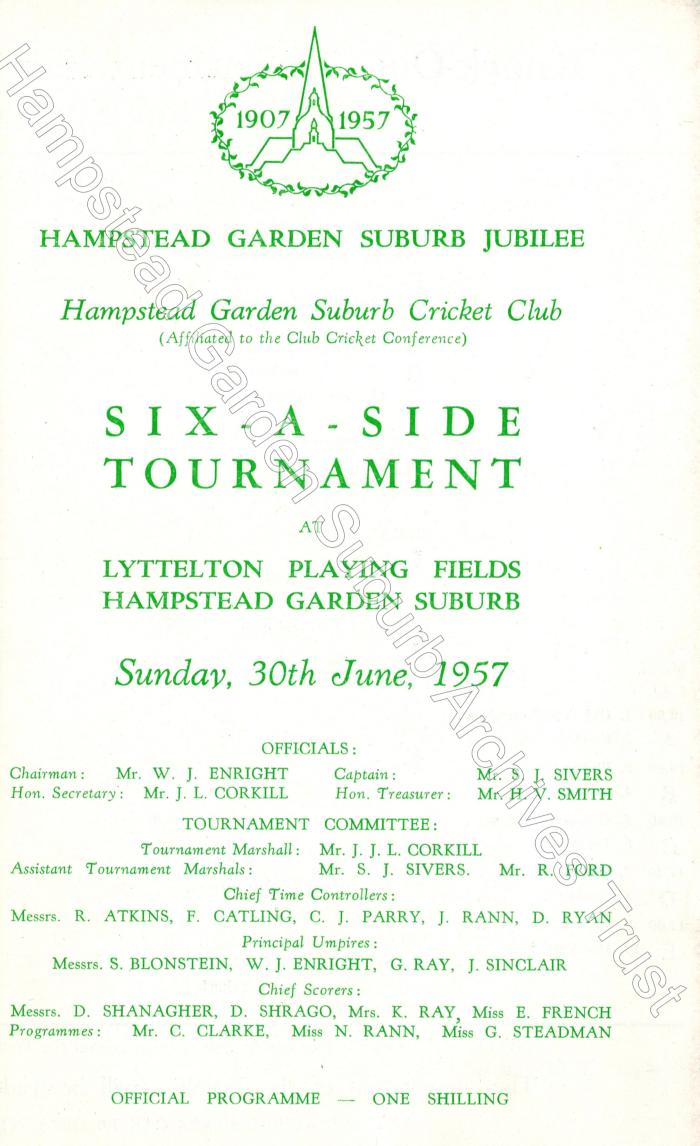 1907 1957
HAMPSTEAD GARDEN SUBURB JUBILEE
Hampstead Garden Suburb Cricket Club
(Affiliated to the Club Cricket Conference)
SIX-A-SIDE
TOURNAMENT
AT
LYTTELTON PLAYING FIELDS
HAMPSTEAD GARDEN SUBURB
Sunday, 30th June, 1957
OFFICIALS:
Chairman: Mr. W. J. ENRIGHT Captain: Mr. S. J. SIVERS
Hon. Secretary: Mr. J. L. CORKILL Hon. Treasurer: Mr. H. V. SMITH
TOURNAMENT COMMITTEE:
Tournament Marshall: Mr. J. J. L. CORKILL
Assistant Tournament Marshals: Mr. S. J. SIVERS. Mr. R. FORD
Chief Time Controllers:
Messrs. R. ATKINS, F. CATLING, C. J. PARRY, J. RANN, D. RYAN
Principal Umpires:
Messrs. S. BLONSTEIN, W. J. ENRIGHT, G. RAY, J. SINCLAIR
Chief Scorers:
Messrs. D. SHANAGHER, D. SHRAGO, Mrs. K. RAY, Miss E. FRENCH
Programmes: Mr. C. CLARKE, Miss N. RANN, Miss G. STEADMAN
OFFICIAL PROGRAMME — ONE SHILLING
Hampstead Garden Suburb Archives Trust